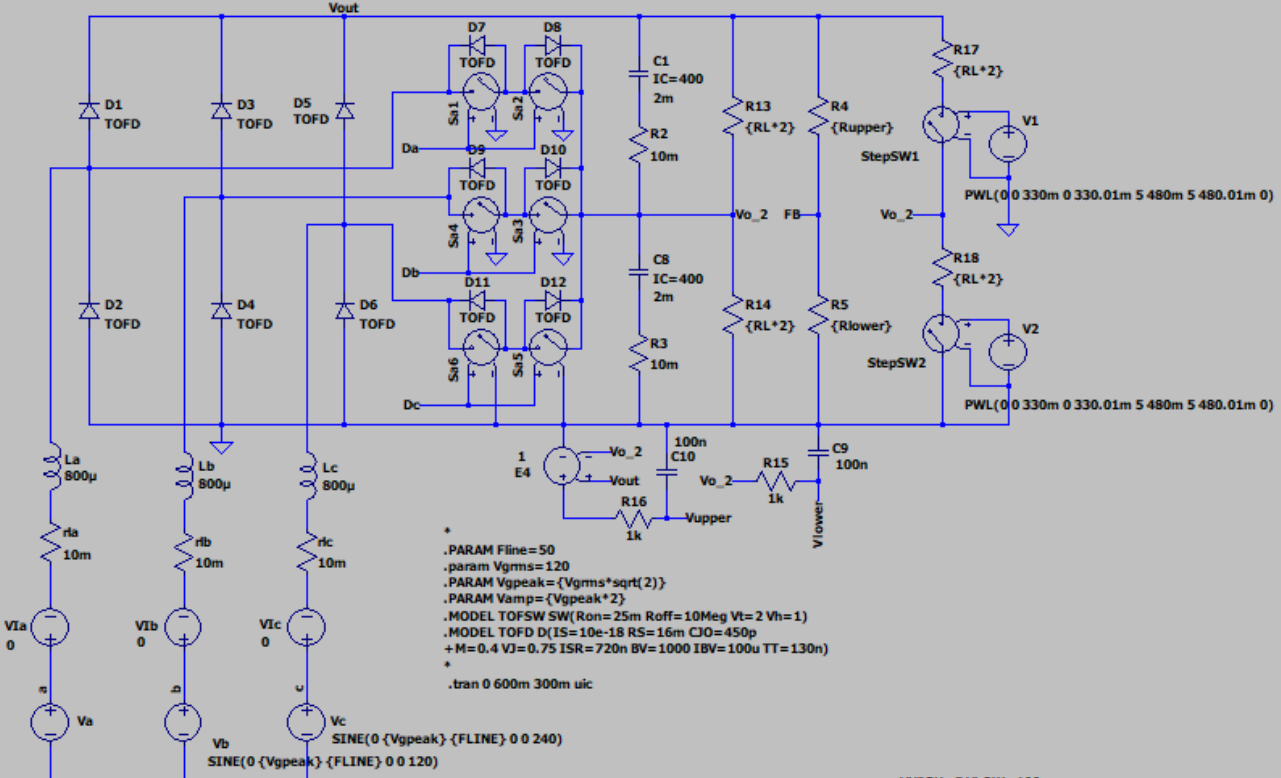 Vout
D7
TOFD
D8
TOFD
D1
TOFD
D3
TOFD
D5
TOFD
Sa1
Sa2
C1
IC=400
2m
R2
10m
R13
{RL*2}
R4
{Rupper}
R17
{RL*2}
StepSW1
V1
PWL(0 0 330m 0 330.01m 5 480m 5 480.01m 0)
Da
D9
TOFD
D10
TOFD
Sa4
Sa3
Vo_2
FB
Vo_2
Db
D2
TOFD
D4
TOFD
D6
TOFD
D11
TOFD
D12
TOFD
Sa6
Sa5
C8
IC=400
2m
R3
10m
R14
{RL*2}
R5
{Rlower}
R18
{RL*2}
StepSW2
V2
PWL(0 0 330m 0 330.01m 5 480m 5 480.01m 0)
Dc
La
800µ
Lb
800µ
Lc
800µ
1
E4
Vo_2
Vout
100n
C10
R16
1k
Vupper
Vo_2
R15
1k
C9
100n
Vlower
rla
10m
rlb
10m
rlc
10m
VIa
0
VIb
0
VIc
0
*
.PARAM Fline=50
.param Vgrms=120
.PARAM Vgpeak={Vgrms*sqrt(2)}
.PARAM Vamp={Vgpeak*2}
.MODEL TOFSW SW(Ron=25m Roff=10Meg Vt=2 Vh=1)
.MODEL TOFD D(IS=10e-18 RS=16m CJO=450p
+M=0.4 VJ=0.75 ISR=720n BV=1000 IBV=100u TT=130n)
*
.tran 0 600m 300m uic
a
b
c
Va
Vb
SINE(0 {Vgpeak} {FLINE} 0 0 120)
Vc
SINE(0 {Vgpeak} {FLINE} 0 0 240)